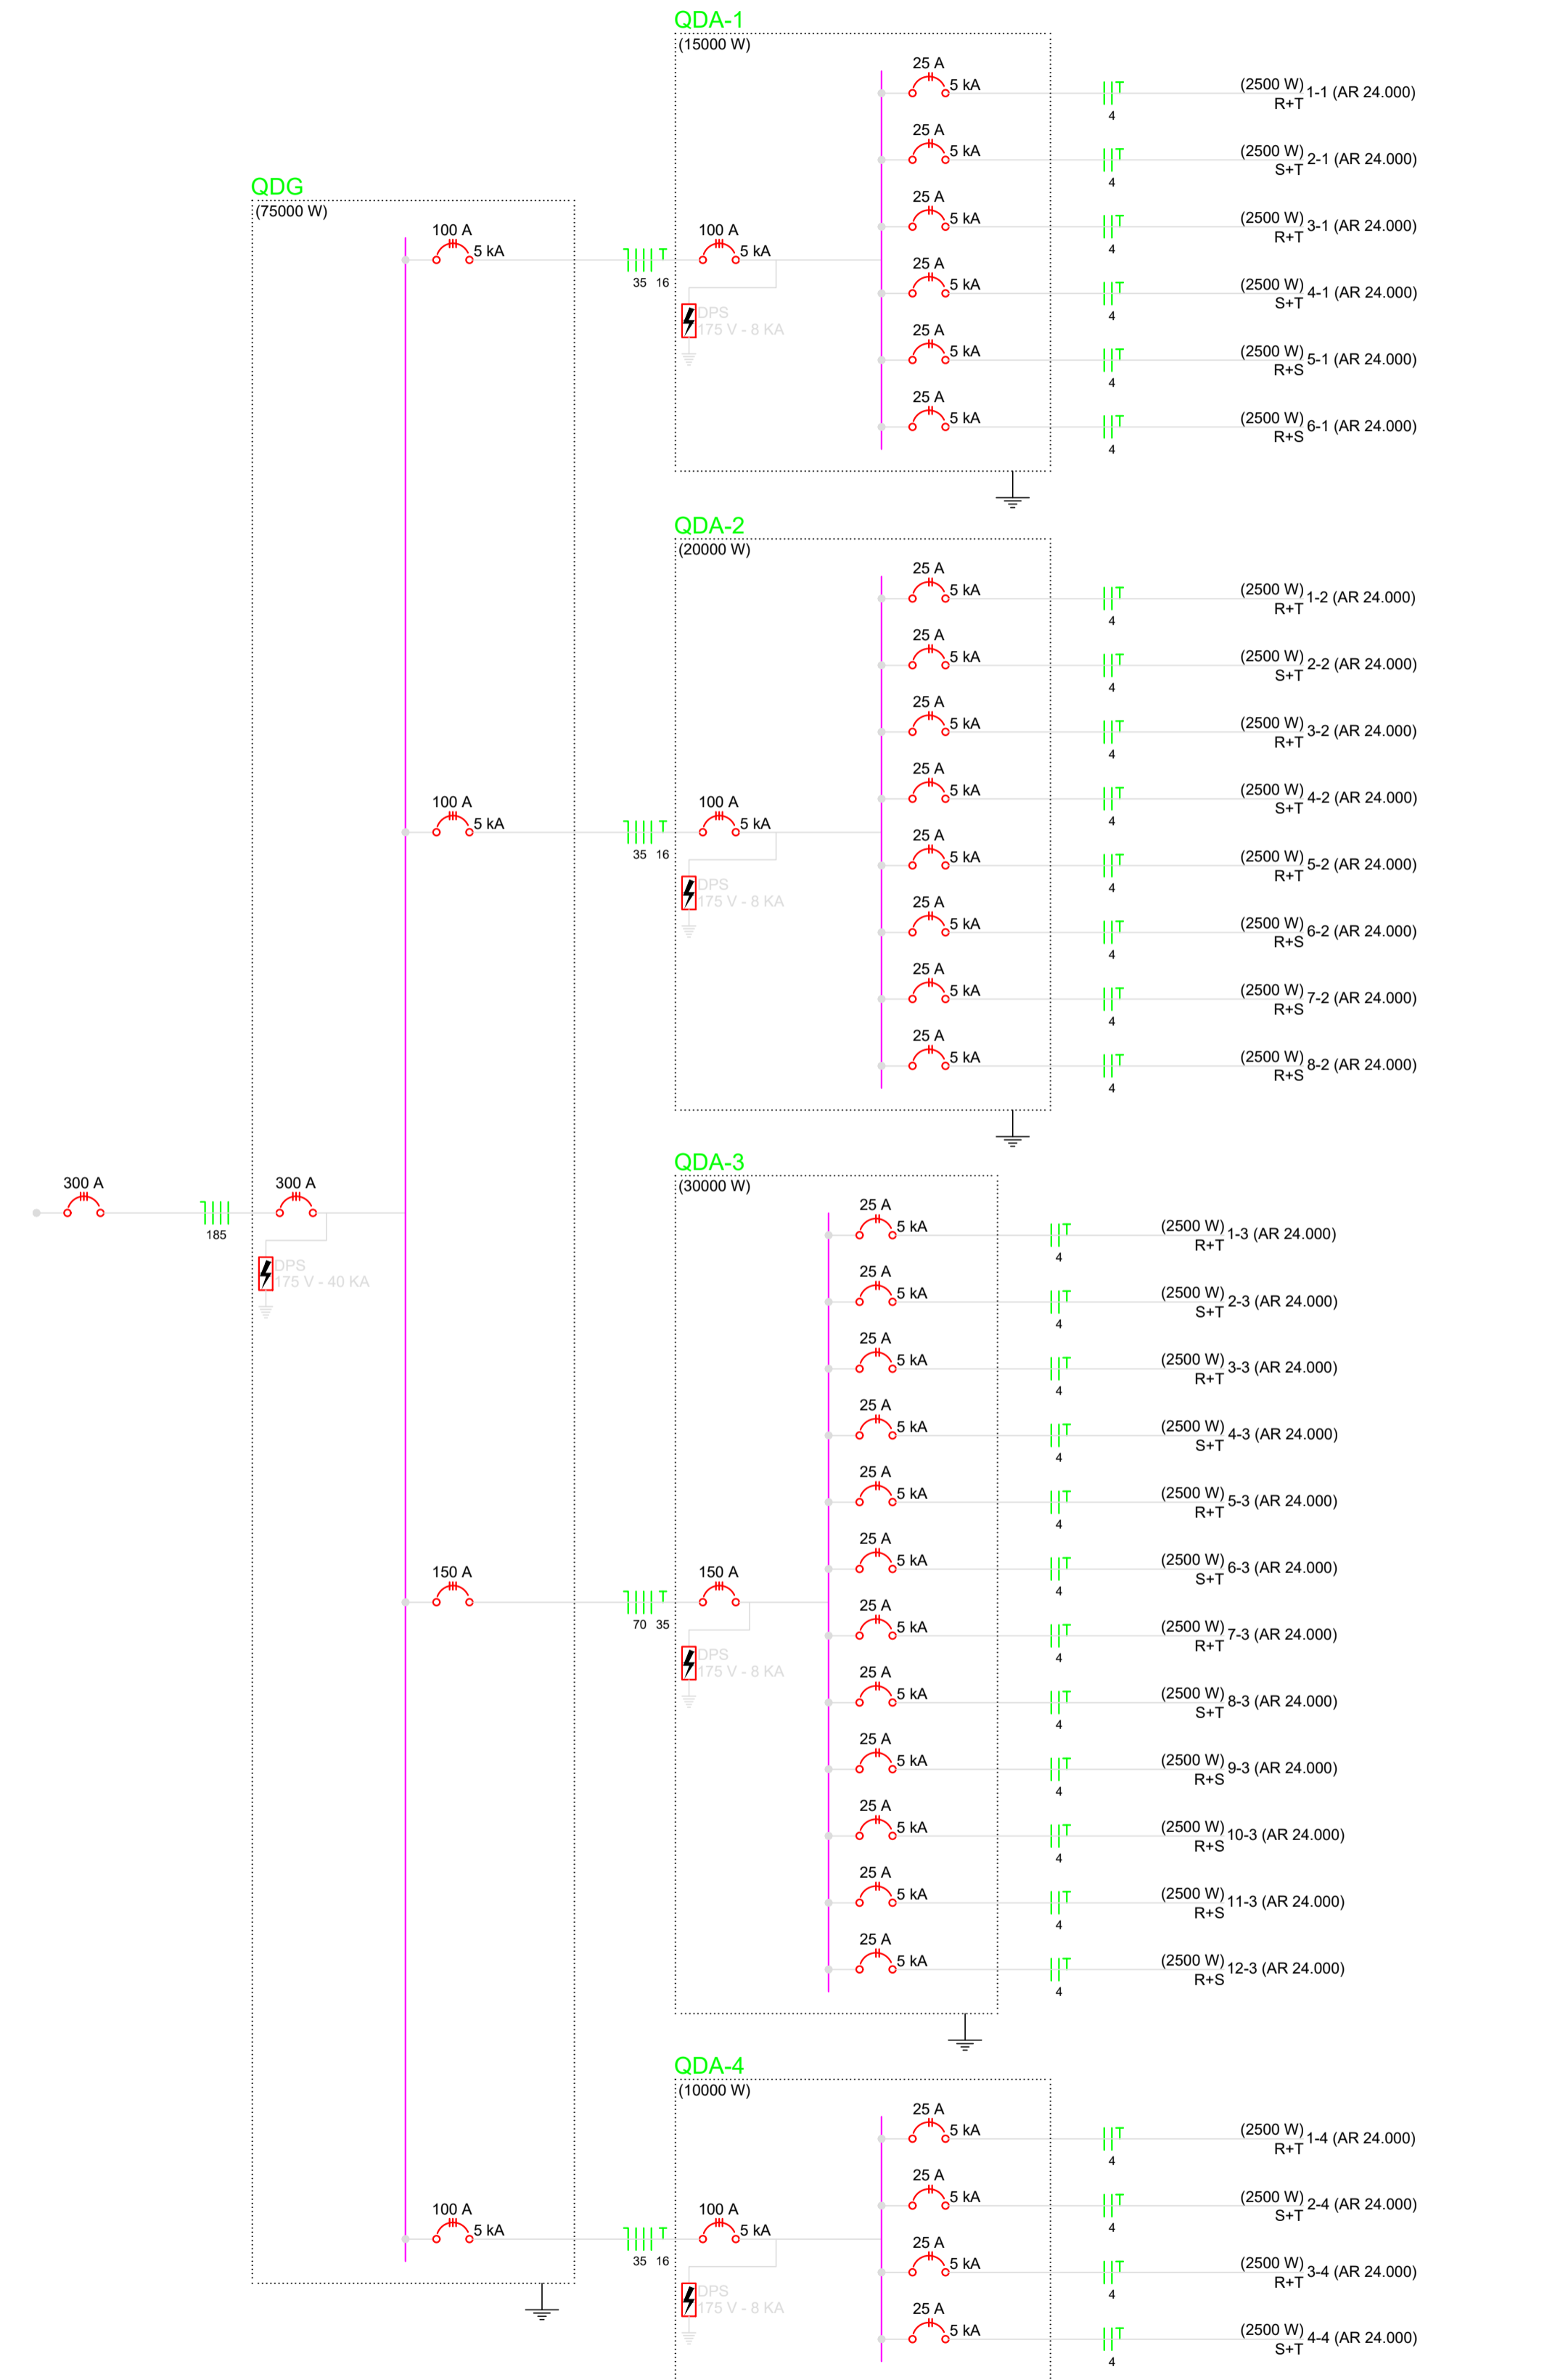 QDG
(75000 W)
300 A
185
300 A
DPS
175 V - 40 KA
100 A
5 kA
35 16
100 A
5 kA
35 16
150 A
70 35
100 A
5 kA
35 16
QDA-1
(15000 W)
100 A
5 kA
DPS
175 V - 8 KA
25 A
5 kA
T
4
(2500 W) 1-1 (AR 24.000)
R+T
25 A
5 kA
T
4
(2500 W) 2-1 (AR 24.000)
S+T
25 A
5 kA
T
4
(2500 W) 3-1 (AR 24.000)
R+T
25 A
5 kA
T
4
(2500 W) 4-1 (AR 24.000)
S+T
25 A
5 kA
T
4
(2500 W) 5-1 (AR 24.000)
R+S
25 A
5 kA
T
4
(2500 W) 6-1 (AR 24.000)
R+S
QDA-2
(20000 W)
100 A
5 kA
DPS
175 V - 8 KA
25 A
5 kA
T
4
(2500 W) 1-2 (AR 24.000)
R+T
25 A
5 kA
T
4
(2500 W) 2-2 (AR 24.000)
S+T
25 A
5 kA
T
4
(2500 W) 3-2 (AR 24.000)
R+T
25 A
5 kA
T
4
(2500 W) 4-2 (AR 24.000)
S+T
25 A
5 kA
T
4
(2500 W) 5-2 (AR 24.000)
R+T
25 A
5 kA
T
4
(2500 W) 6-2 (AR 24.000)
R+S
25 A
5 kA
T
4
(2500 W) 7-2 (AR 24.000)
R+S
25 A
5 kA
T
4
(2500 W) 8-2 (AR 24.000)
R+S
QDA-3
(30000 W)
150 A
DPS
175 V - 8 KA
25 A
5 kA
T
4
(2500 W) 1-3 (AR 24.000)
R+T
25 A
5 kA
T
4
(2500 W) 2-3 (AR 24.000)
S+T
25 A
5 kA
T
4
(2500 W) 3-3 (AR 24.000)
R+T
25 A
5 kA
T
4
(2500 W) 4-3 (AR 24.000)
S+T
25 A
5 kA
T
4
(2500 W) 5-3 (AR 24.000)
R+T
25 A
5 kA
T
4
(2500 W) 6-3 (AR 24.000)
S+T
25 A
5 kA
T
4
(2500 W) 7-3 (AR 24.000)
R+T
25 A
5 kA
T
4
(2500 W) 8-3 (AR 24.000)
S+T
25 A
5 kA
T
4
(2500 W) 9-3 (AR 24.000)
R+S
25 A
5 kA
T
4
(2500 W) 10-3 (AR 24.000)
R+S
25 A
5 kA
T
4
(2500 W) 11-3 (AR 24.000)
R+S
25 A
5 kA
T
4
(2500 W) 12-3 (AR 24.000)
R+S
QDA-4
(10000 W)
100 A
5 kA
DPS
175 V - 8 KA
25 A
5 kA
T
4
(2500 W) 1-4 (AR 24.000)
R+T
25 A
5 kA
T
4
(2500 W) 2-4 (AR 24.000)
S+T
25 A
5 kA
T
4
(2500 W) 3-4 (AR 24.000)
R+T
25 A
5 kA
T
4
(2500 W) 4-4 (AR 24.000)
S+T